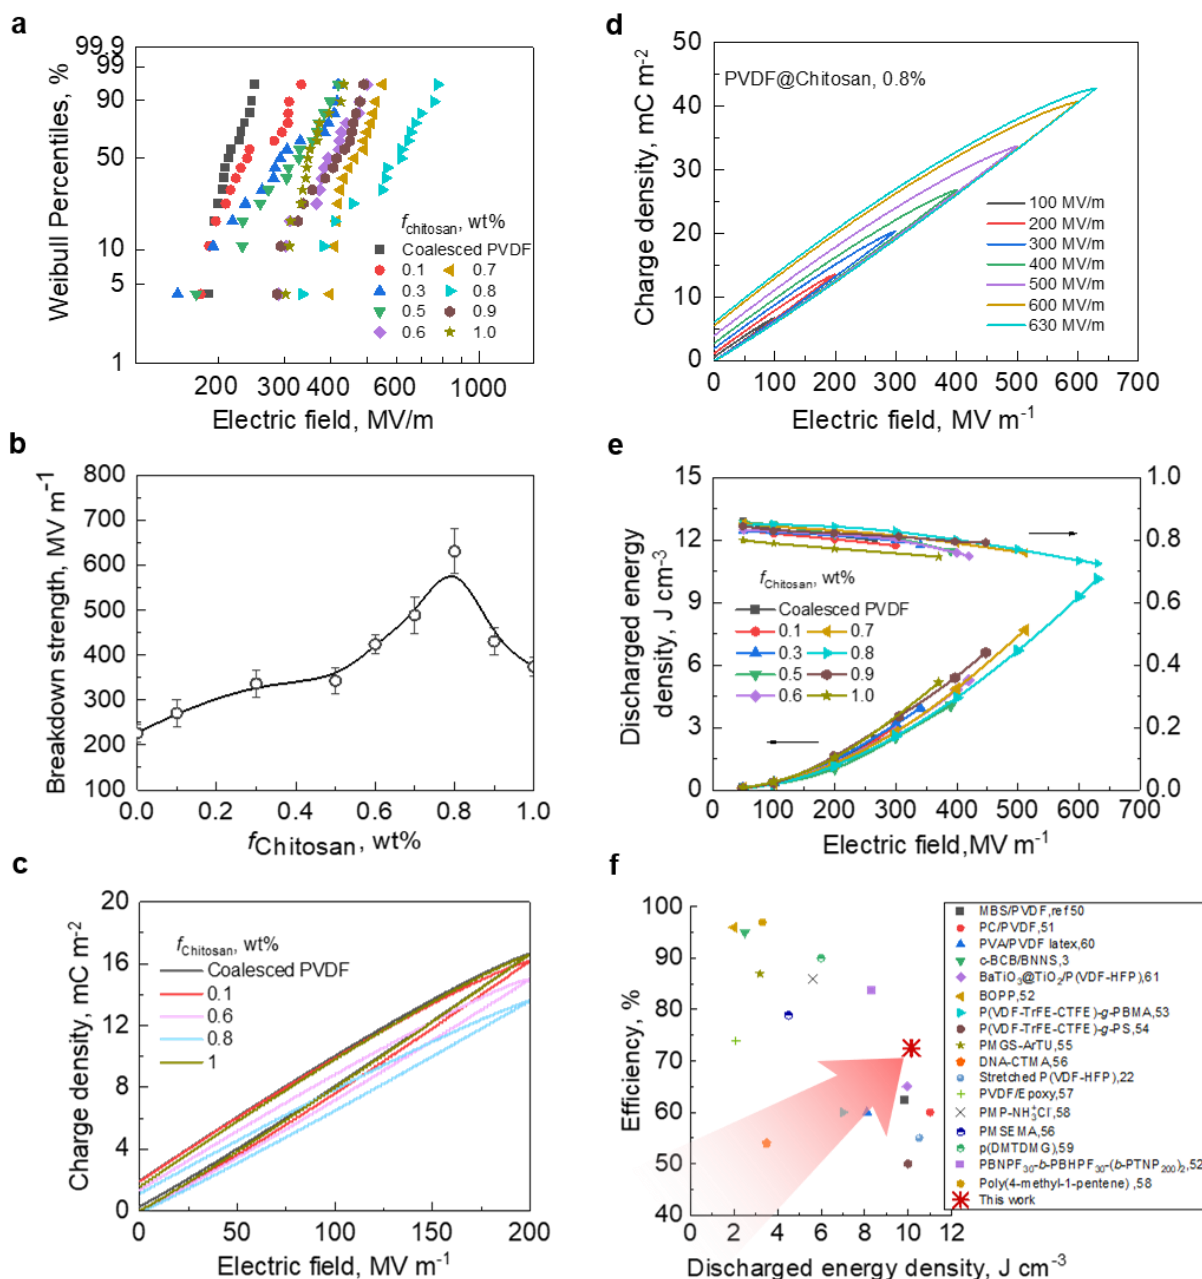 a
99.9
99
90
50
10
5
1
Weibull Percentiles, %
fchitosan, wt%
Coalesced PVDF
0.1
0.7
0.3
0.8
0.5
0.9
0.6
1.0
200
300
400
600
1000
Electric field, MV/m
b
800
700
600
500
400
300
200
100
Breakdown strength, MV m-1
0.0
0.2
0.4
0.6
0.8
1.0
fChitosan, wt%
c
20
16
12
8
4
0
Charge density, mC m-2
fChitosan, wt%
Coalesced PVDF
0.1
0.6
0.8
1
0
50
100
150
200
Electric field, MV m-1
d
50
40
30
20
10
0
Charge density, mC m-2
PVDF@Chitosan, 0.8%
100 MV/m
200 MV/m
300 MV/m
400 MV/m
500 MV/m
600 MV/m
630 MV/m
0
100
200
300
400
500
600
700
Electric field, MV m-1
e
15
12
9
6
3
0
Discharged energy
density, J cm-3
1.0
0.8
0.6
0.4
0.2
0.0
fChitosan, wt%
Coalesced PVDF
0.1
0.7
0.3
0.8
0.5
0.9
0.6
1.0
0
100
200
300
400
500
600
700
Electric field,MV m-1
f
100
90
80
70
60
50
40
Efficiency, %
MBS/PVDF,ref 50
PC/PVDF,51
PVA/PVDF latex,60
c-BCB/BNNS,3
BaTiO3@TiO2/P(VDF-HFP),61
BOPP,52
P(VDF-TrFE-CTFE)-g-PBMA,53
P(VDF-TrFE-CTFE)-g-PS,54
PMGS-ArTU,55
DNA-CTMA,56
Stretched P(VDF-HFP),22
PVDF/Epoxy,57
PMP-NH3+Cl-,58
PMSEMA,56
p(DMTDMG),59
PBNPF30-b-PBHPF30-(b-PTNP200)2,52
Poly(4-methyl-1-pentene) ,58
This work
0
2
4
6
8
10
12
Discharged energy density, J cm-3